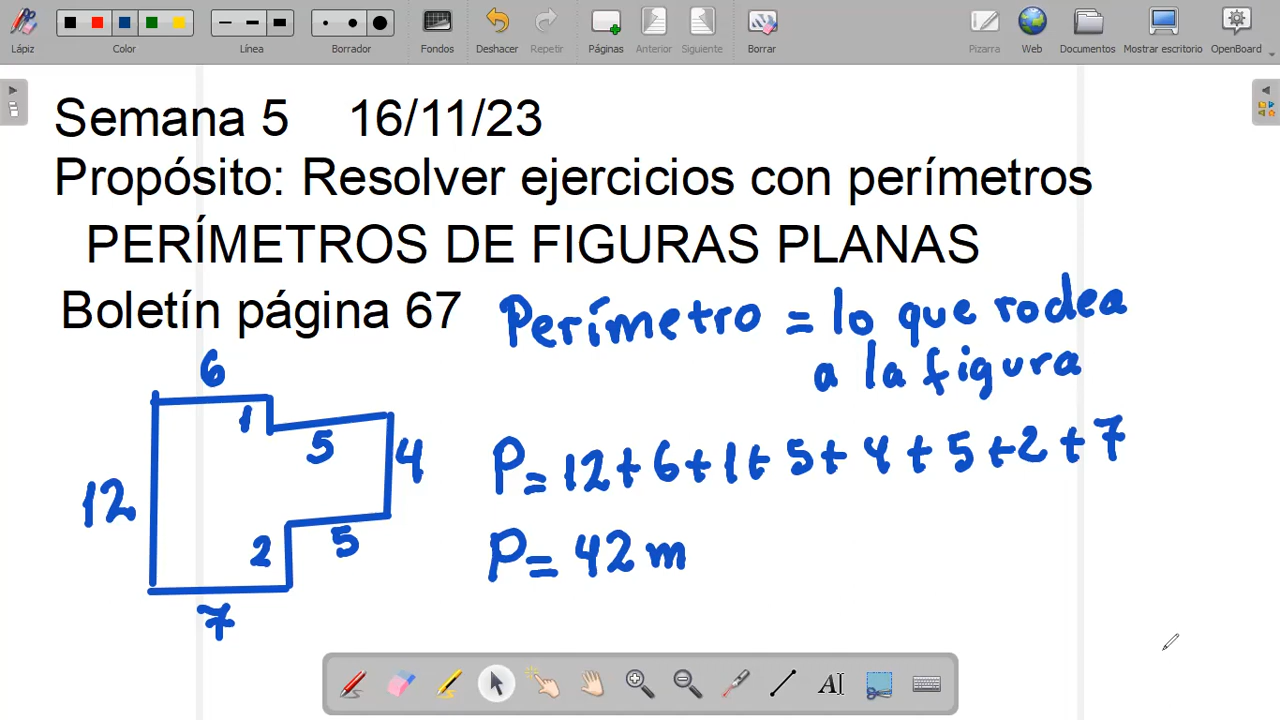 Lápiz
Color
Línea
Borrador
Fondos
Deshacer
Repetir
Páginas
Anterior
Siguiente
Borrar
Pizarra
Web
Documentos
Mostrar escritorio
OpenBoard
Semana 5 16/11/23
Propósito: Resolver ejercicios con perímetros
PERÍMETROS DE FIGURAS PLANAS
Boletín página 67
Perímetro = lo que rodea
a la figura
6
1
5
4
12
2
5
7
P= 12+6+1+5+4+5+2+7
P= 42 m
AI